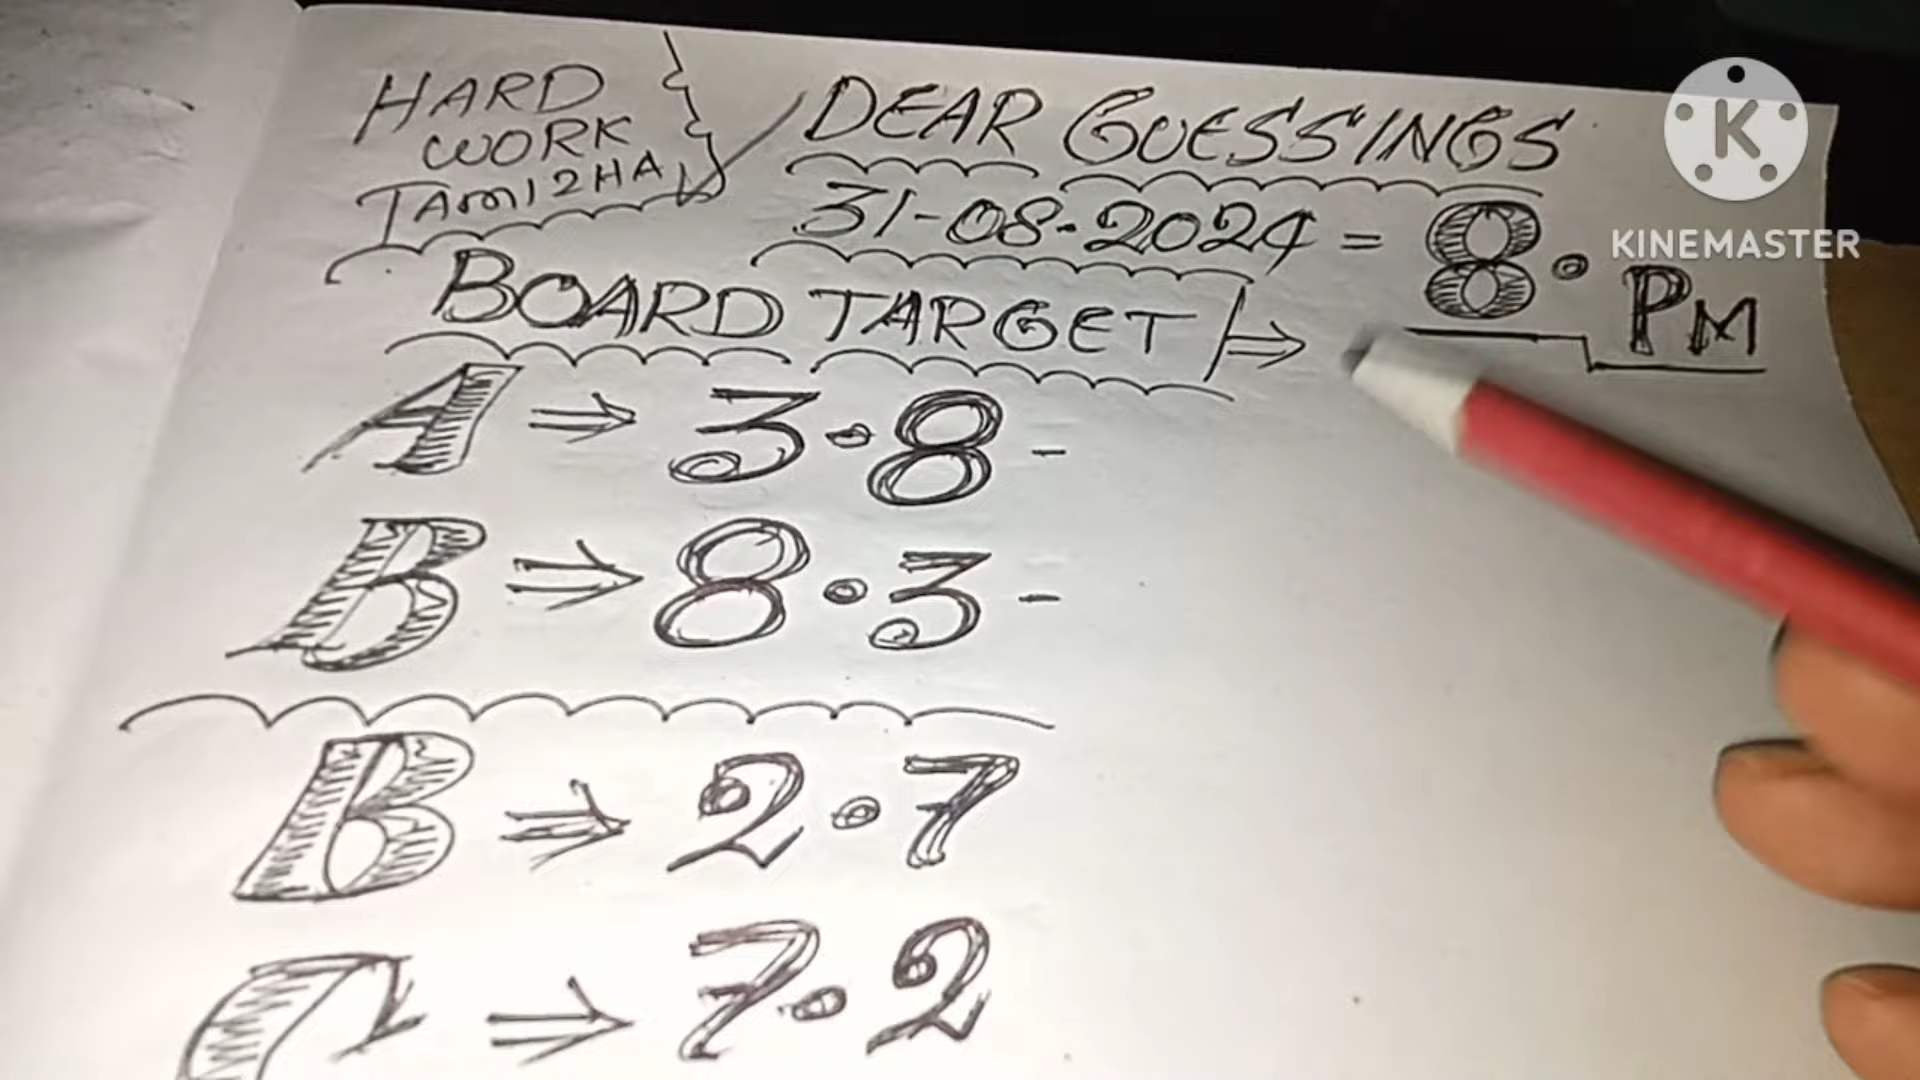 HARD
WORK
TAMIZHA
DEAR GUESSINGS
31-08-2024 = 8.PM
BOARD TARGET ⇒
A ⇒ 3.8-
B ⇒ 8.3-
B ⇒ 2.7
C ⇒ 7.2
K
KINEMASTER